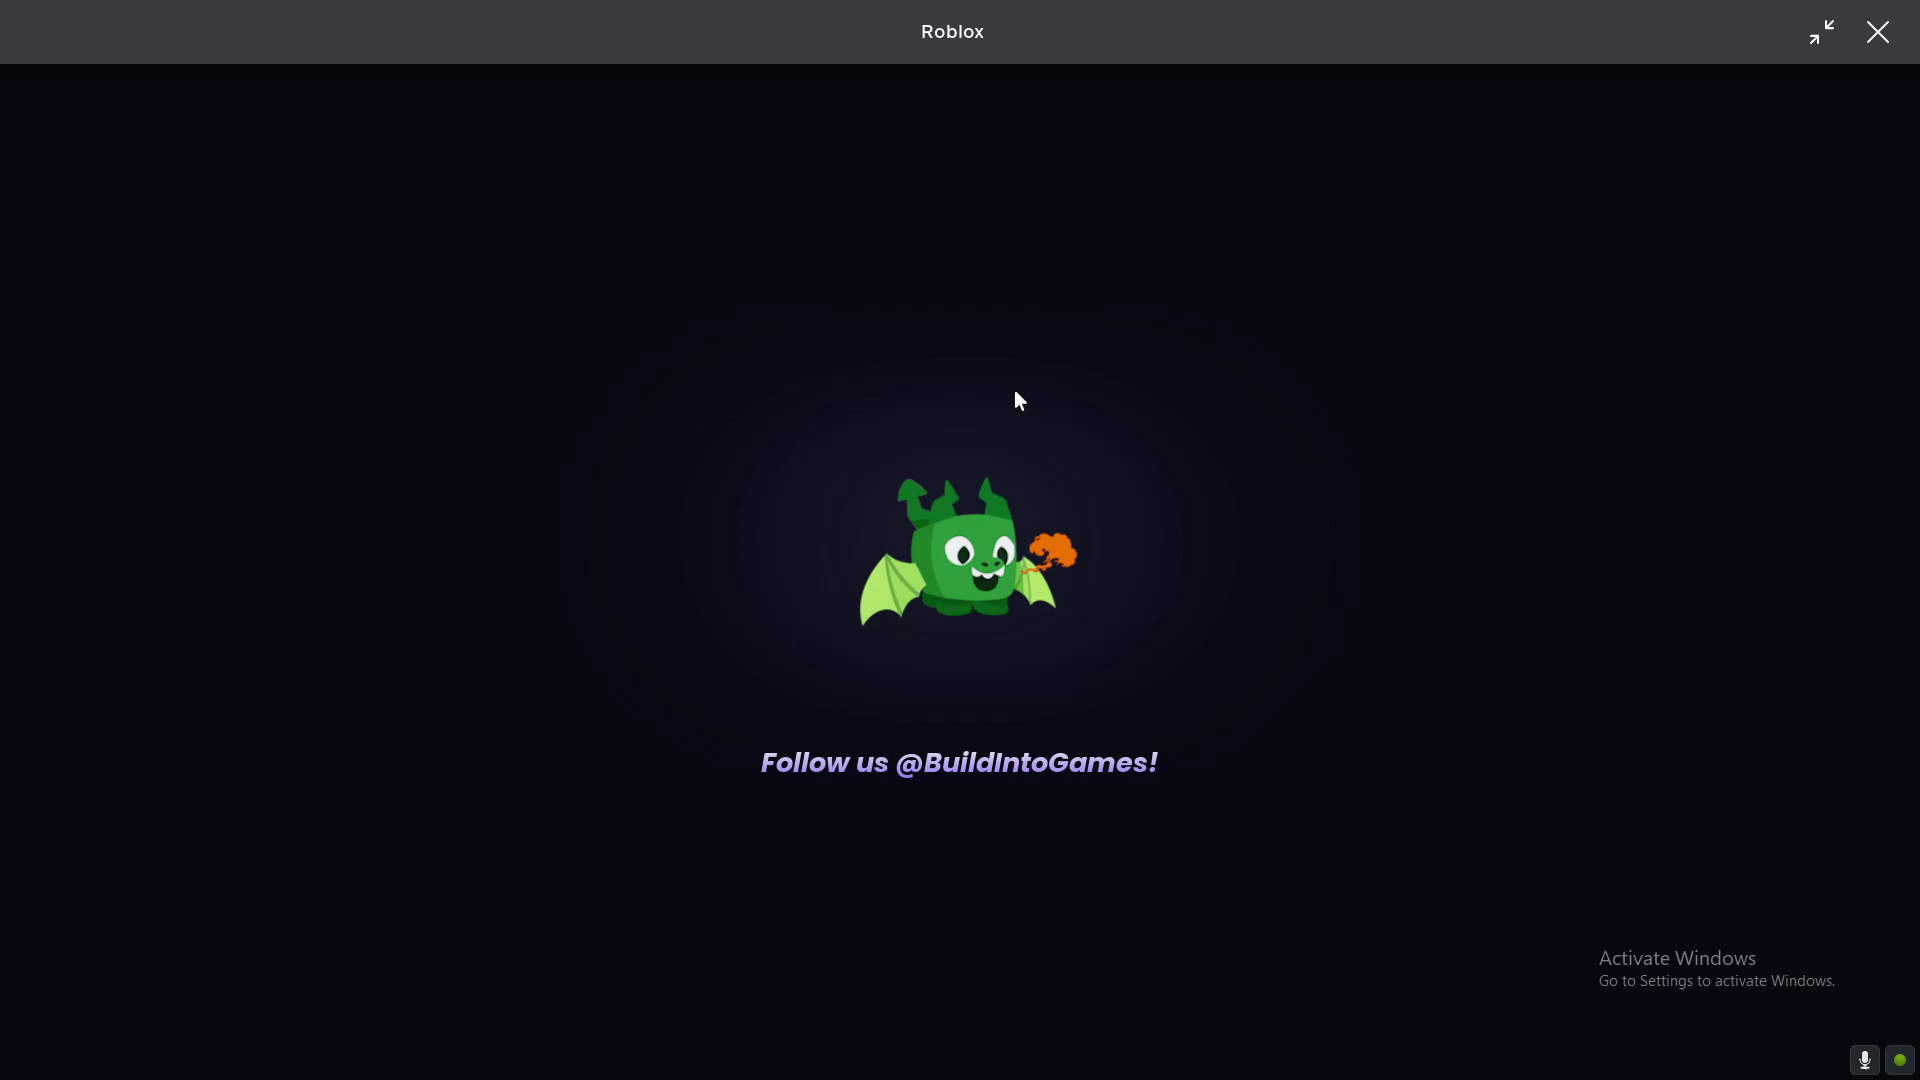 Roblox
Follow us @BuildIntoGames!
Activate Windows
Go to Settings to activate Windows.